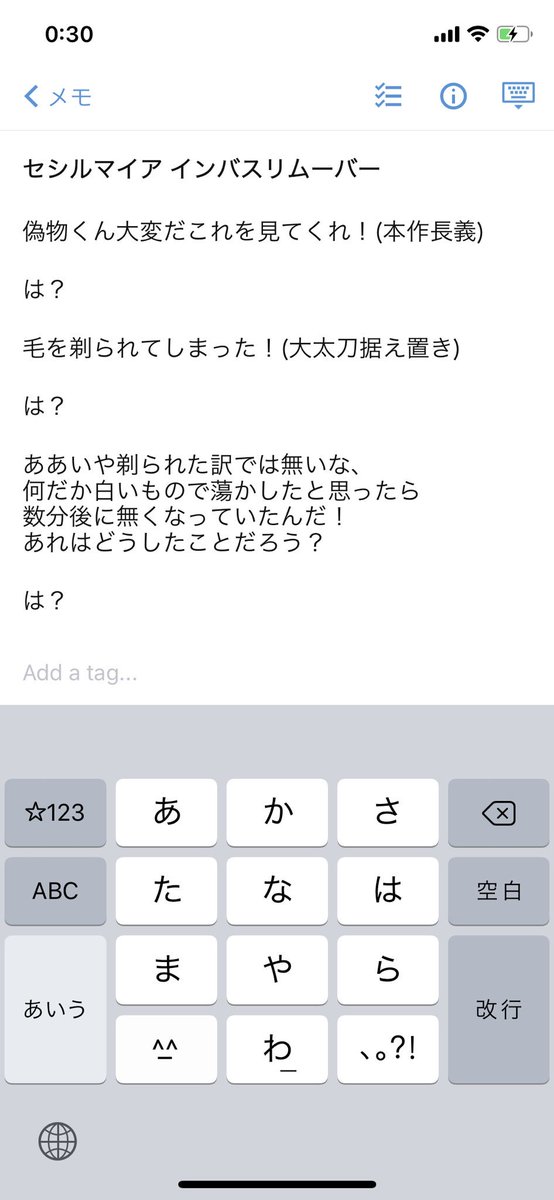 0:30
メモ
セシルマイア インバスリムーバー
偽物くん大変だこれを見てくれ！(本作長義)
は？
毛を剃られてしまった！(大太刀据え置き)
は？
ああいや剃られた訳では無いな、
何だか白いもので蕩かしたと思ったら
数分後に無くなっていたんだ！
あれはどうしたことだろう？
は？
Add a tag...
☆123 あ か さ
ABC た な は 空白
あいう ま や ら 改行
^^ わ 、。?!